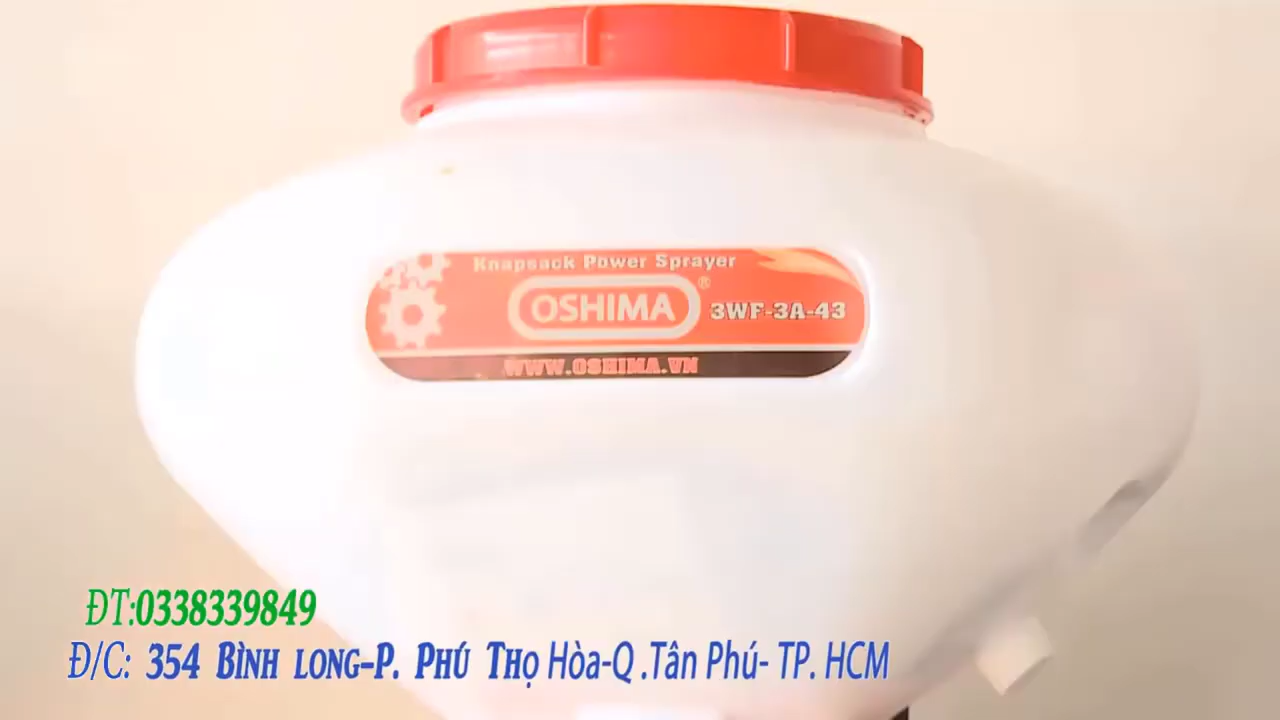 Knapsack Power Sprayer
OSHIMA® 3WF-3A-43
WWW.OSHIMA.VN
ĐT:0338339849
Đ/C: 354 BÌNH LONG-P. PHÚ THỌ Hòa-Q .Tân Phú- TP. HCM